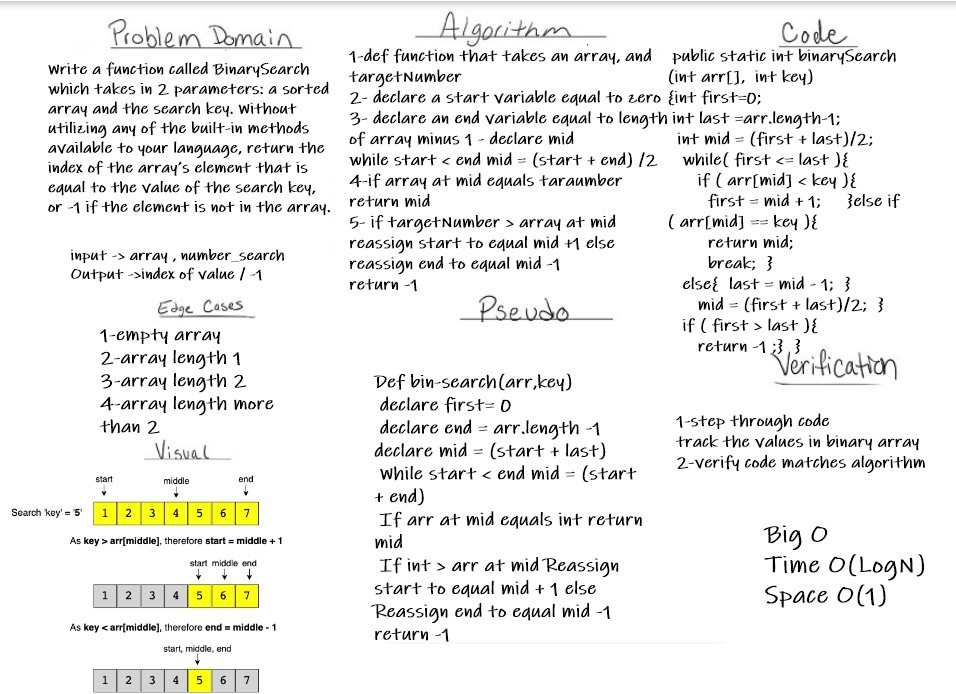 Problem Domain
Write a function called BinarySearch
which takes in 2 parameters: a sorted
array and the search key. Without
utilizing any of the built-in methods
available to your language, return the
index of the array's element that is
equal to the value of the search key,
or -1 if the element is not in the array.
input -> array , number_search
Output ->index of value / -1
Edge Cases
1-empty array
2-array length 1
3-array length 2
4-array length more
than 2
Visual
start middle end
Search 'key' = '5'
1 2 3 4 5 6 7
As key > arr[middle], therefore start = middle + 1
start middle end
1 2 3 4 5 6 7
As key < arr[middle], therefore end = middle - 1
start, middle, end
1 2 3 4 5 6 7
Algorithm
1-def function that takes an array, and
targetNumber
2- declare a start variable equal to zero
3- declare an end variable equal to length
of array minus 1 - declare mid
while start < end mid = (start + end) /2
4-if array at mid equals taraumber
return mid
5- if targetNumber > array at mid
reassign start to equal mid +1 else
reassign end to equal mid -1
return -1
Pseudo
Def bin-search(arr,key)
declare first= 0
declare end = arr.length -1
declare mid = (start + last)
While start < end mid = (start
+ end)
If arr at mid equals int return
mid
If int > arr at mid Reassign
start to equal mid + 1 else
Reassign end to equal mid -1
return -1
Code
public static int binarySearch
(int arr[], int key)
{int first=0;
int last =arr.length-1;
int mid = (first + last)/2;
while( first <= last ){
if ( arr[mid] < key ){
first = mid + 1; }else if
( arr[mid] == key ){
return mid;
break; }
else{ last = mid - 1; }
mid = (first + last)/2; }
if ( first > last ){
return -1 ;} }
Verification
1-step through code
track the values in binary array
2-verify code matches algorithm
Big O
Time O(LogN)
Space O(1)